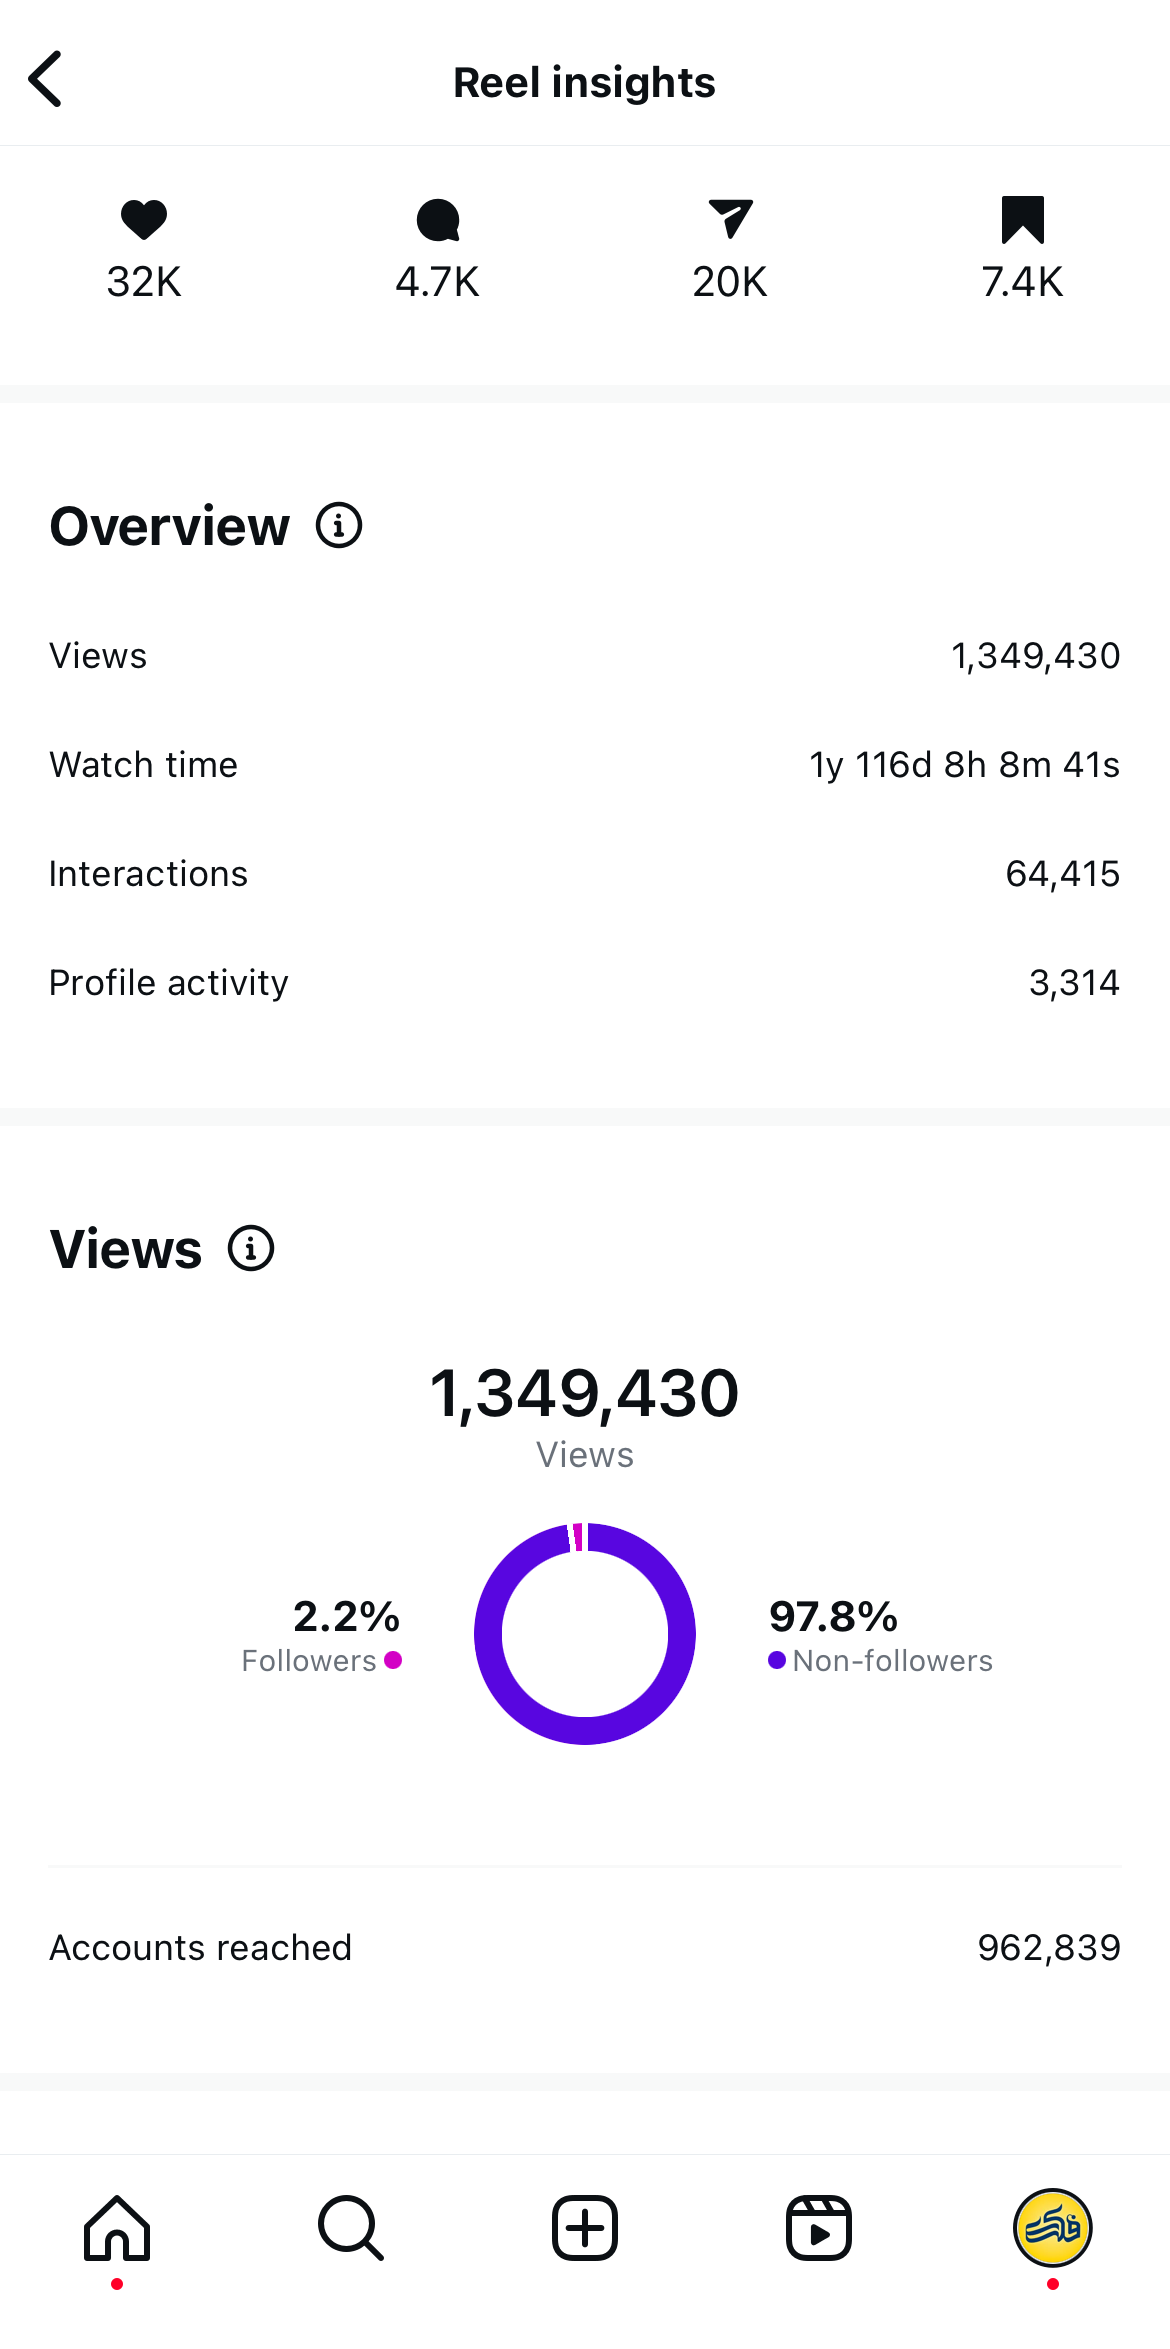 Reel insights
32K 4.7K 20K 7.4K
Overview
Views 1,349,430
Watch time 1y 116d 8h 8m 41s
Interactions 64,415
Profile activity 3,314
Views
1,349,430
Views
2.2% 97.8%
Followers Non-followers
Accounts reached 962,839